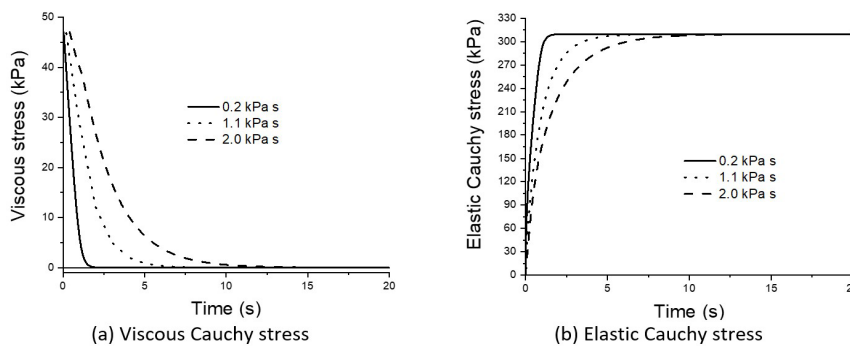 50
40
30
20
10
0
Viscous stress (kPa)
0.2 kPa s
1.1 kPa s
2.0 kPa s
0 5 10 15 20
Time (s)
(a) Viscous Cauchy stress
330
300
270
240
210
180
150
120
90
60
30
0
Elastic Cauchy stress (kPa)
0.2 kPa s
1.1 kPa s
2.0 kPa s
0 5 10 15 20
Time (s)
(b) Elastic Cauchy stress